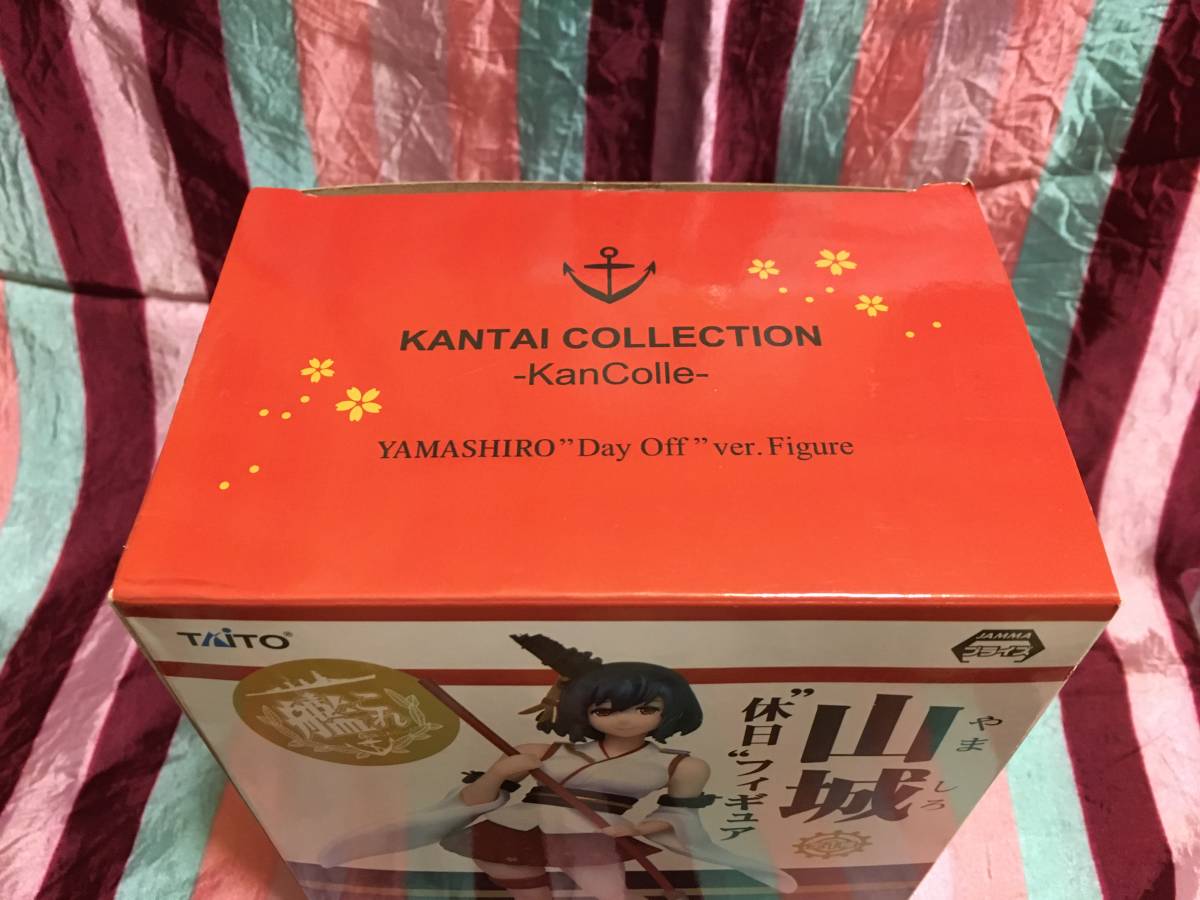 KANTAI COLLECTION
-KanColle-
YAMASHIRO”Day Off”ver. Figure
TAITO®
JAMMA
プライズ
艦これ
山城
やましろ
”休日“フィギュア